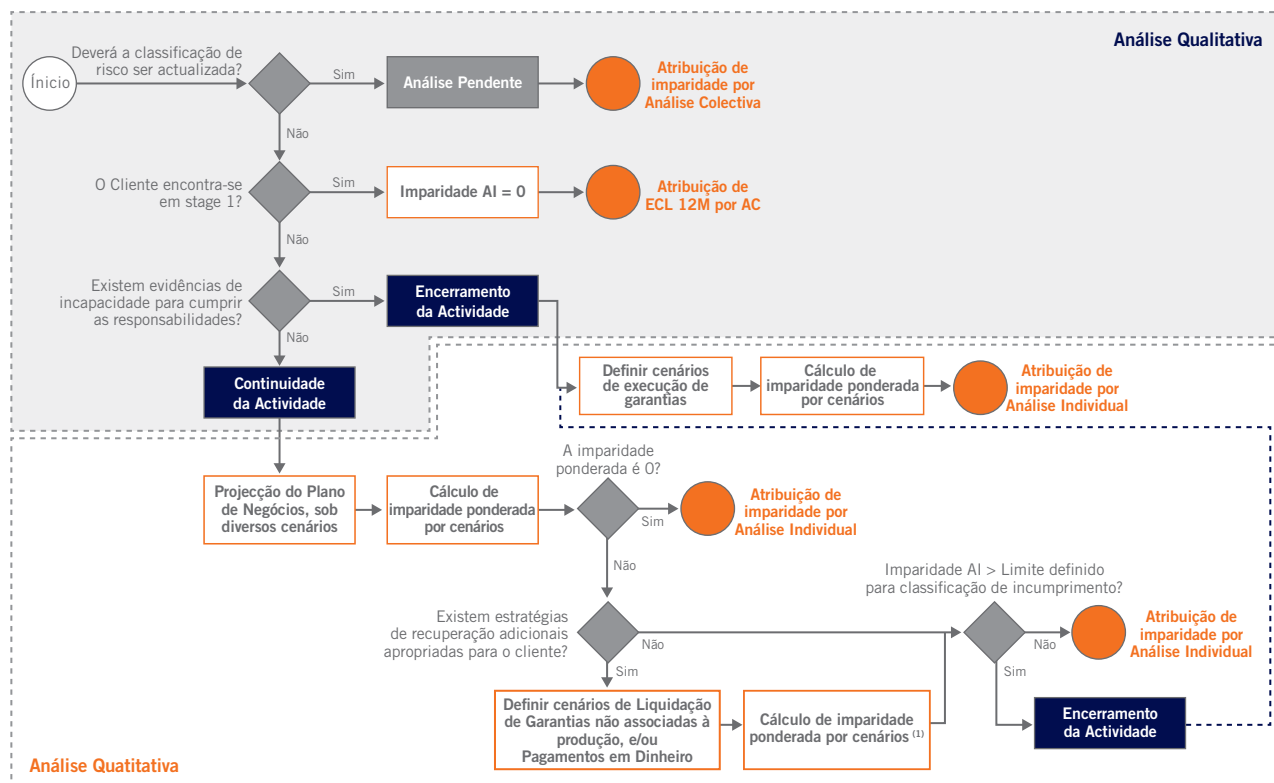 Análise Qualitativa
Deverá a classificação de
risco ser actualizada?
Ínicio
Sim
Análise Pendente
Atribuição de
imparidade por
Análise Colectiva
Não
O Cliente encontra-se
em stage 1?
Sim
Imparidade AI = 0
Atribuição de
ECL 12M por AC
Não
Existem evidências de
incapacidade para cumprir
as responsabilidades?
Sim
Encerramento
da Actividade
Não
Continuidade
da Actividade
Definir cenários
de execução de
garantias
Cálculo de
imparidade ponderada
por cenários
Atribuição de
imparidade por
Análise Individual
Projecção do Plano
de Negócios, sob
diversos cenários
Cálculo de
imparidade ponderada
por cenários
A imparidade
ponderada é 0?
Sim
Atribuição de
imparidade por
Análise Individual
Não
Existem estratégias
de recuperação adicionais
apropriadas para o cliente?
Não
Sim
Imparidade AI > Limite definido
para classificação de incumprimento?
Não
Atribuição de
imparidade por
Análise Individual
Sim
Definir cenários de Liquidação
de Garantias não associadas à
produção, e/ou
Pagamentos em Dinheiro
Cálculo de imparidade
ponderada por cenários (1)
Encerramento
da Actividade
Análise Quatitativa